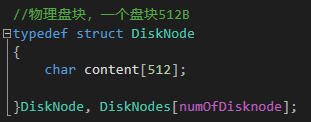 //物理盘块，一个盘块512B
typedef struct DiskNode
{
char content[512];
}DiskNode, DiskNodes[numOfDisknode];